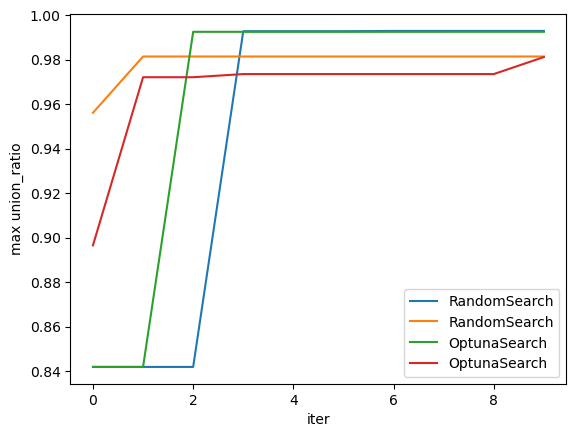 1.00
0.98
0.96
0.94
0.92
0.90
0.88
0.86
0.84
max union_ratio
RandomSearch
RandomSearch
OptunaSearch
OptunaSearch
0 2 4 6 8
iter